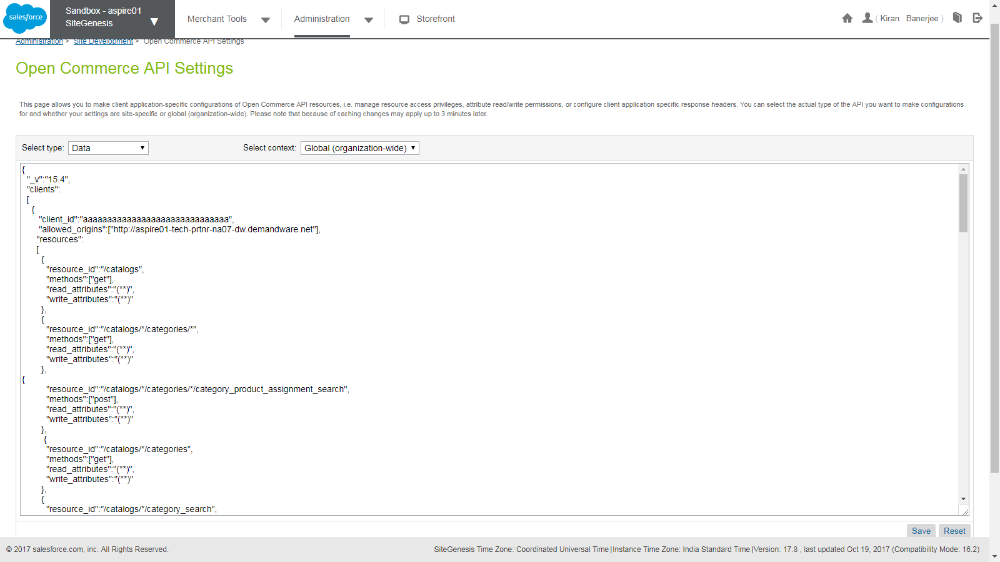 salesforce
Sandbox - aspire01
SiteGenesis
Merchant Tools
Administration
Storefront
( Kiran Banerjee )
Administration > Site Development > Open Commerce API Settings
Open Commerce API Settings
This page allows you to make client application-specific configurations of Open Commerce API resources, i.e. manage resource access privileges, attribute read/write permissions, or configure client application specific response headers. You can select the actual type of the API you want to make configurations
for and whether your settings are site-specific or global (organization-wide). Please note that because of caching changes may apply up to 3 minutes later.
Select type: Data Select context: Global (organization-wide)
{
"_v":"15.4",
"clients":
[
{
"client_id":"aaaaaaaaaaaaaaaaaaaaaaaaaaaaaa",
"allowed_origins":["http://aspire01-tech-prtnr-na07-dw.demandware.net"],
"resources":
[
{
"resource_id":"/catalogs",
"methods":["get"],
"read_attributes":"(**)",
"write_attributes":"(**)"
},
{
"resource_id":"/catalogs/*/categories/*",
"methods":["get"],
"read_attributes":"(**)",
"write_attributes":"(**)"
},
{
"resource_id":"/catalogs/*/categories/*/category_product_assignment_search",
"methods":["post"],
"read_attributes":"(**)",
"write_attributes":"(**)"
},
{
"resource_id":"/catalogs/*/categories",
"methods":["get"],
"read_attributes":"(**)",
"write_attributes":"(**)"
},
{
"resource_id":"/catalogs/*/category_search",
Save Reset
© 2017 salesforce.com, inc. All Rights Reserved.
SiteGenesis Time Zone: Coordinated Universal Time|Instance Time Zone: India Standard Time|Version: 17.8 , last updated Oct 19, 2017 (Compatibility Mode: 16.2)